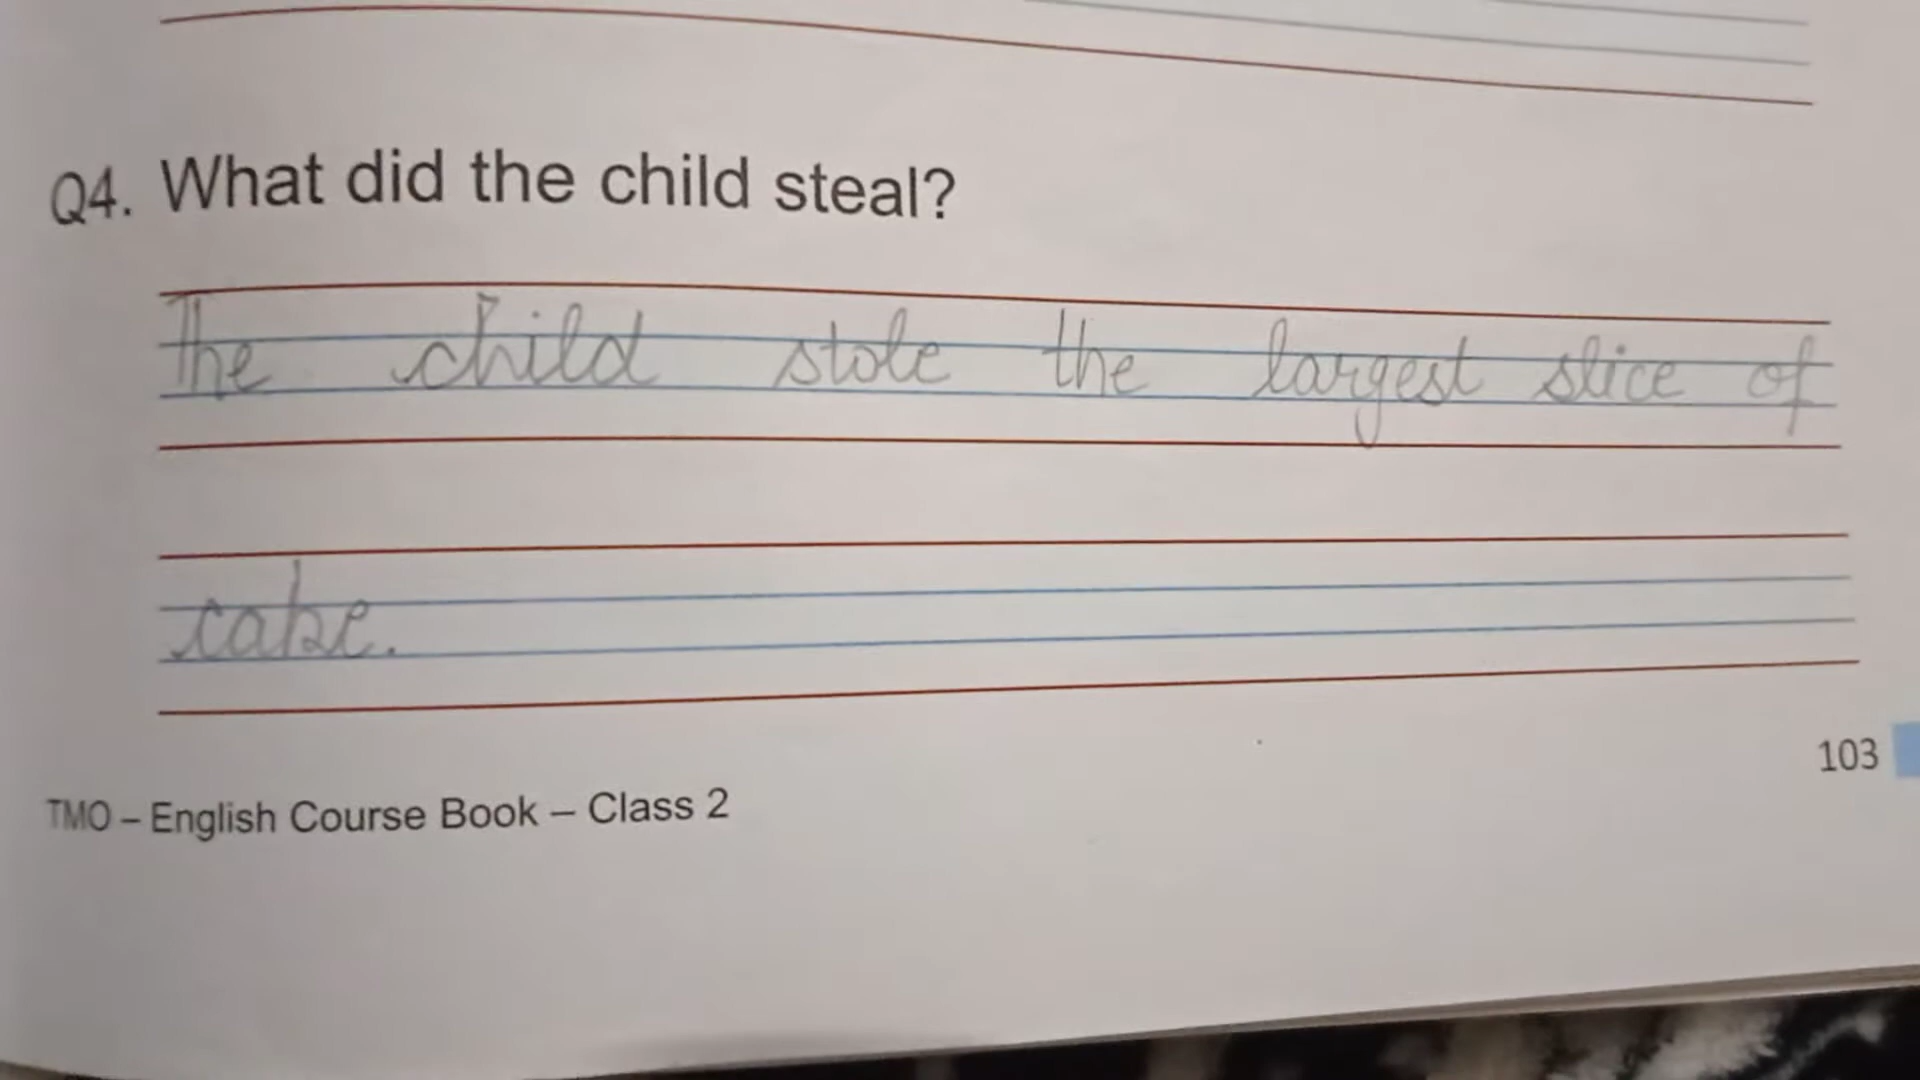 Q4. What did the child steal?
The child stole the largest slice of
cake.
103
TMO – English Course Book – Class 2